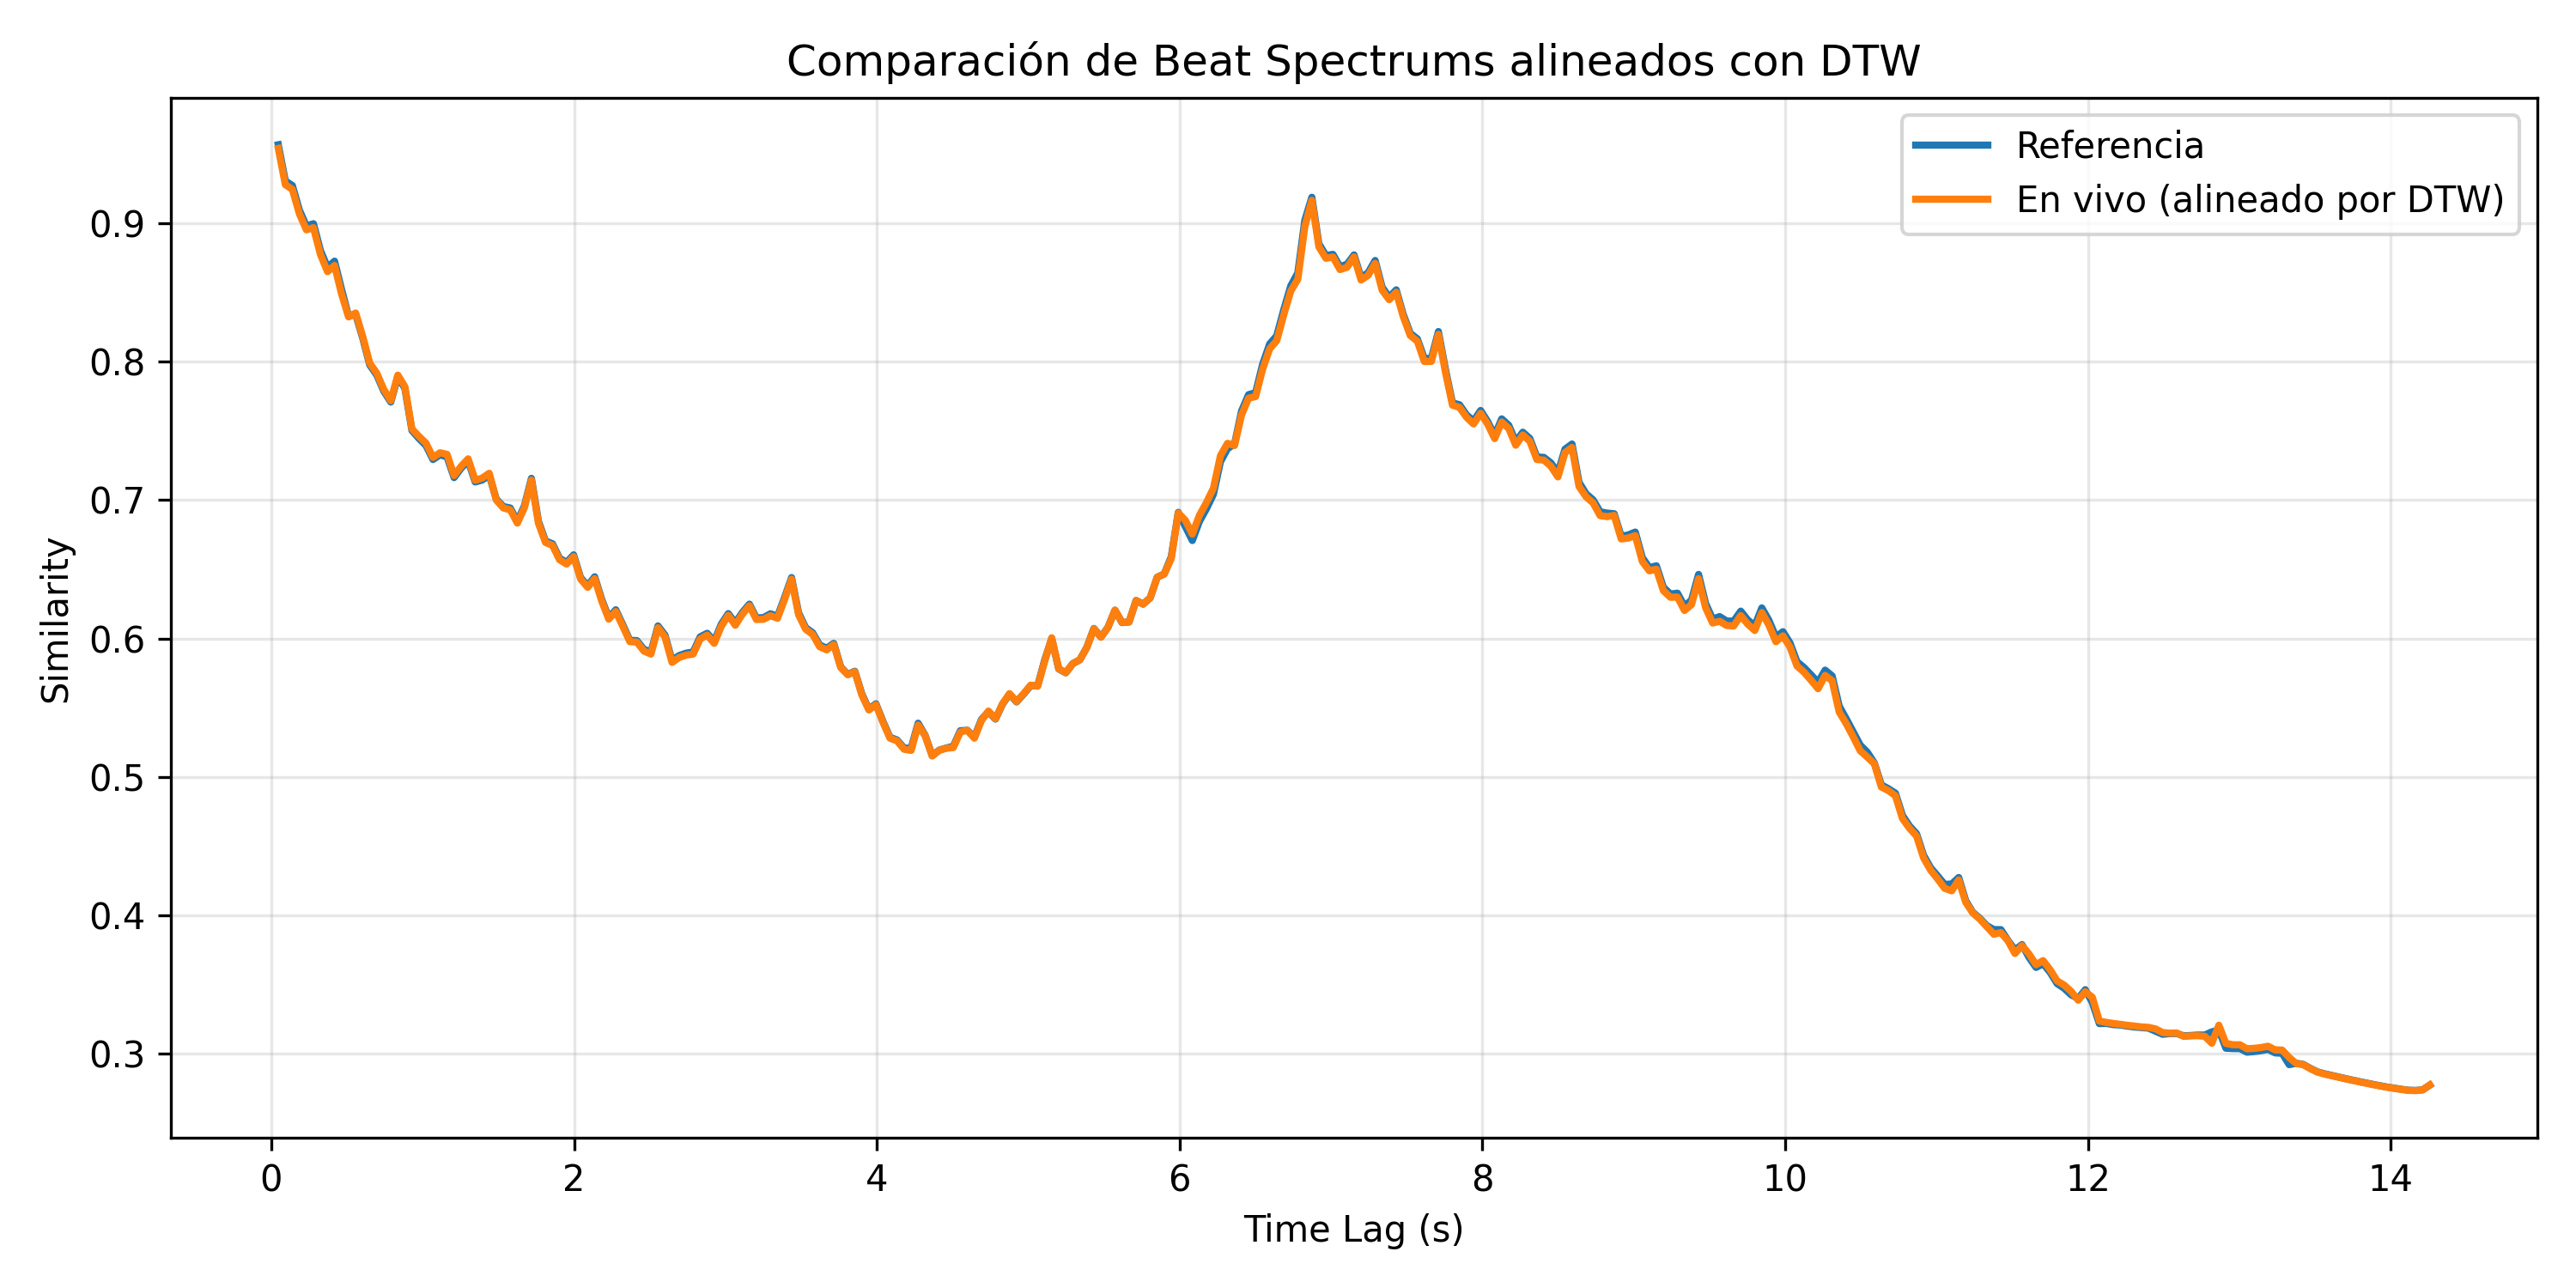 Comparación de Beat Spectrums alineados con DTW
Referencia
En vivo (alineado por DTW)
Similarity
0.9
0.8
0.7
0.6
0.5
0.4
0.3
0 2 4 6 8 10 12 14
Time Lag (s)